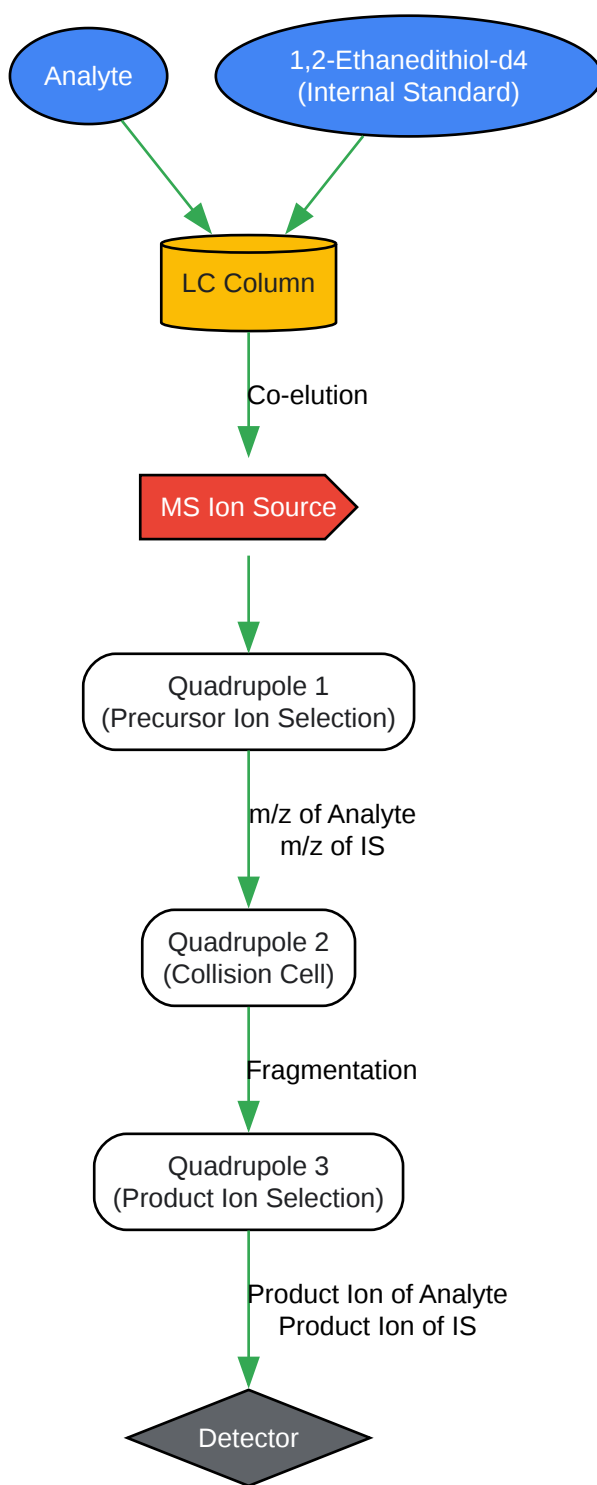 Analyte
1,2-Ethanedithiol-d4
(Internal Standard)
LC Column
Co-elution
MS Ion Source
Quadrupole 1
(Precursor Ion Selection)
m/z of Analyte
m/z of IS
Quadrupole 2
(Collision Cell)
Fragmentation
Quadrupole 3
(Product Ion Selection)
Product Ion of Analyte
Product Ion of IS
Detector